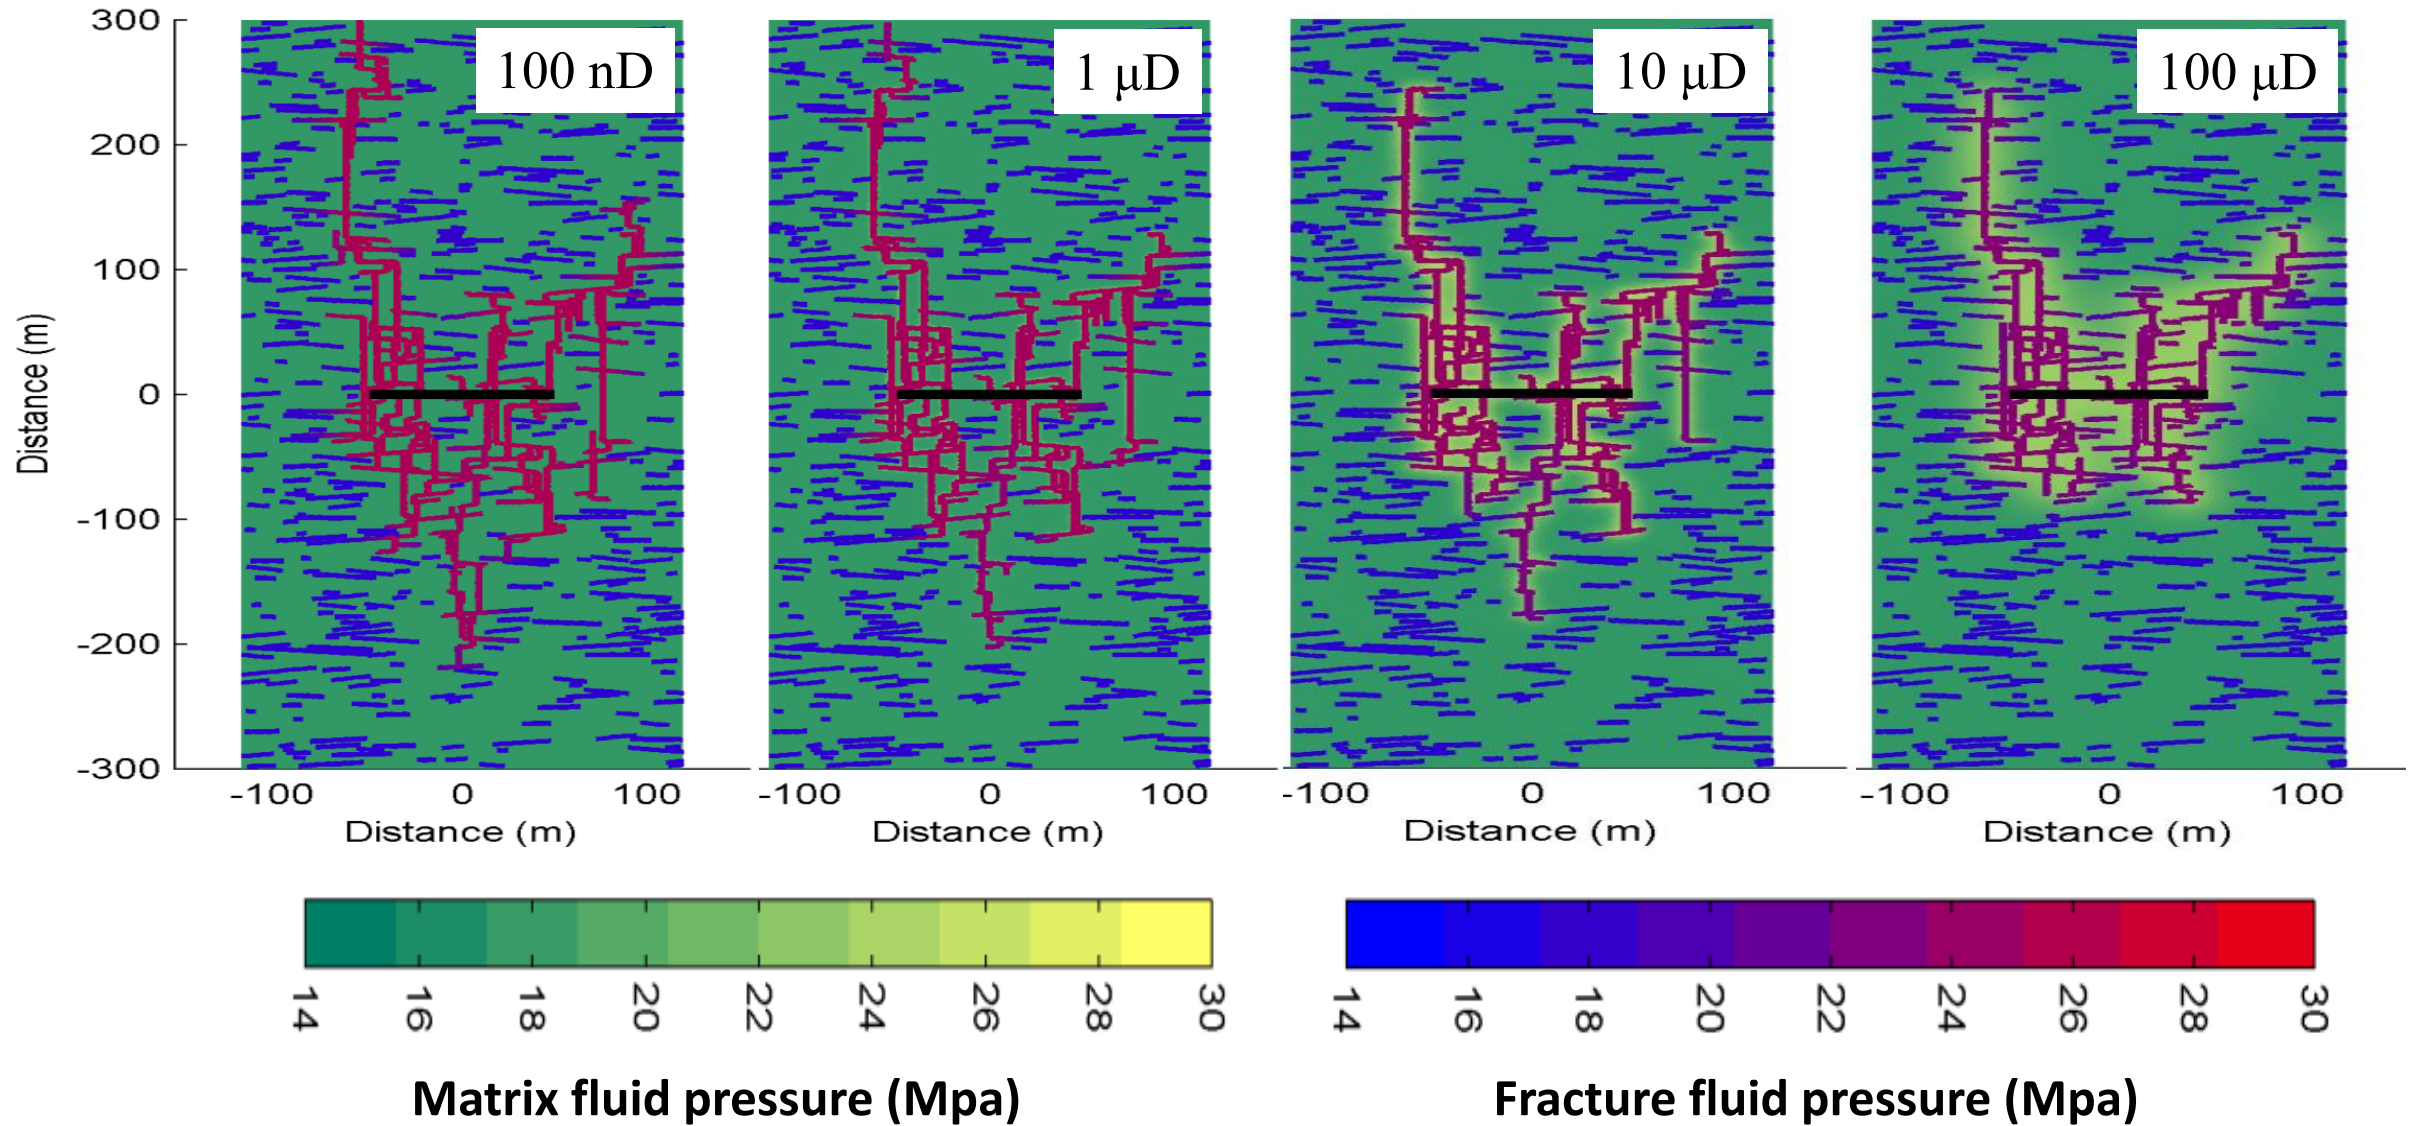 100 nD
1 μD
10 μD
100 μD
300
200
100
0
-100
-200
-300
Distance (m)
-100 0 100
-100 0 100
-100 0 100
-100 0 100
Distance (m)
Distance (m)
Distance (m)
Distance (m)
14 16 18 20 22 24 26 28 30
14 16 18 20 22 24 26 28 30
Matrix fluid pressure (Mpa)
Fracture fluid pressure (Mpa)